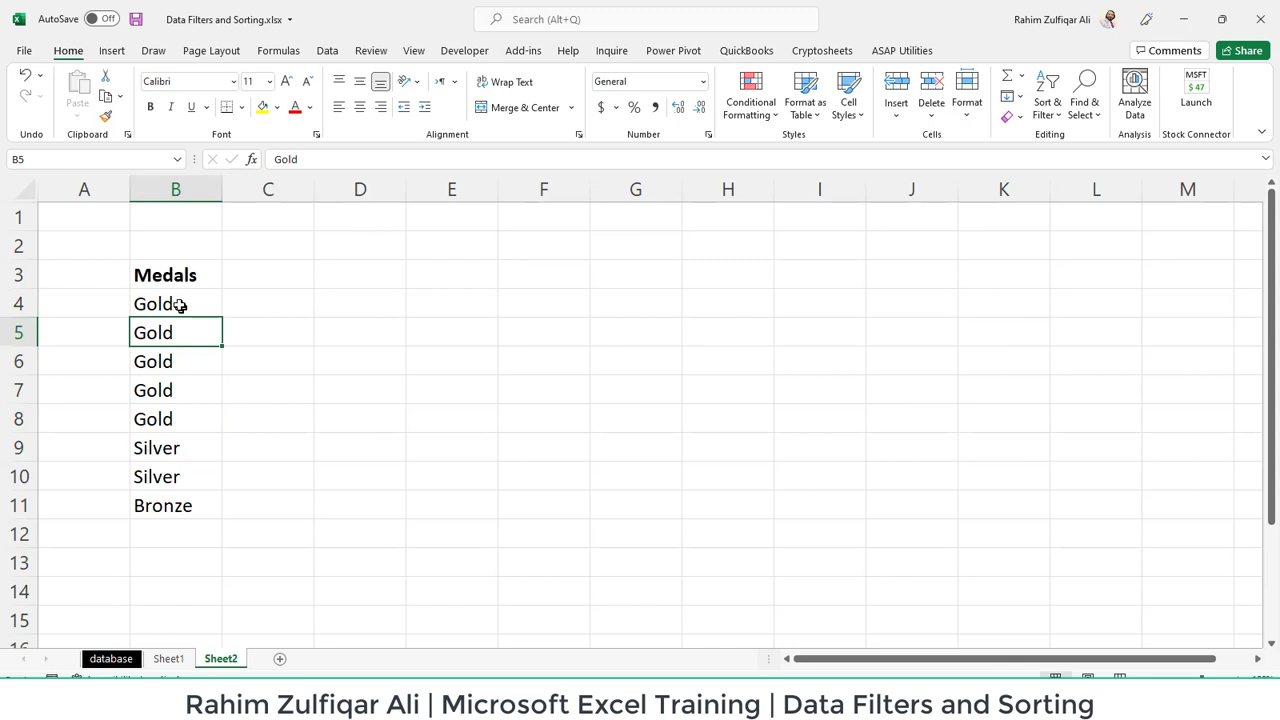 AutoSave Off Data Filters and Sorting.xlsx Search (Alt+Q) Rahim Zulfiqar Ali
File Home Insert Draw Page Layout Formulas Data Review View Developer Add-ins Help Inquire Power Pivot QuickBooks Cryptosheets ASAP Utilities Comments Share
Calibri 11 Wrap Text General
Paste B I U Merge & Center $ % Conditional Formatting Format as Table Cell Styles Insert Delete Format Sort & Filter Find & Select Analyze Data MSFT $ 47 Launch
Undo Clipboard Font Alignment Number Styles Cells Editing Analysis Stock Connector
B5 fx Gold
A B C D E F G H I J K L M
1
2
3 Medals
4 Gold
5 Gold
6 Gold
7 Gold
8 Gold
9 Silver
10 Silver
11 Bronze
12
13
14
15
database Sheet1 Sheet2
Rahim Zulfiqar Ali | Microsoft Excel Training | Data Filters and Sorting